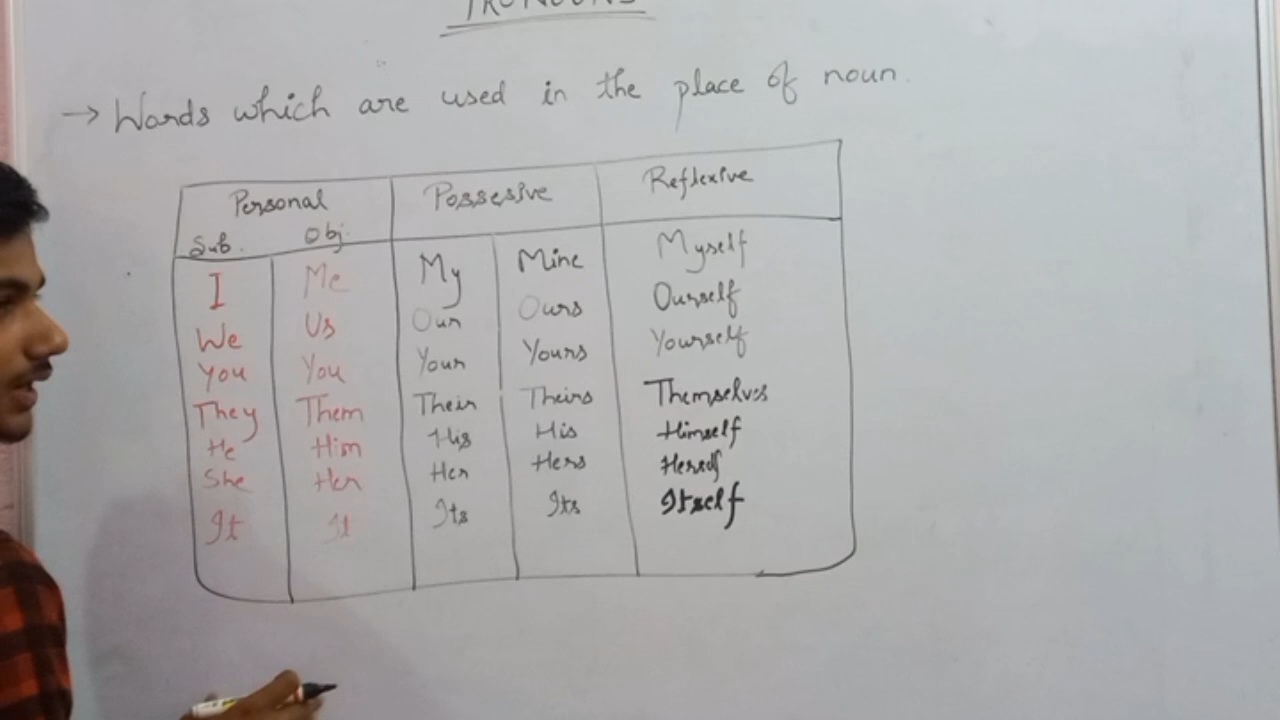 PRONOUNS
→ Words which are used in the place of noun.
Personal Possesive Reflexive
Sub. Obj.
I Me My Mine Myself
We Us Our Ours Ourself
You You Your Yours Yourself
They Them Their Theirs Themselves
He Him His His Himself
She Her Her Hers Herself
It It Its Its Itself